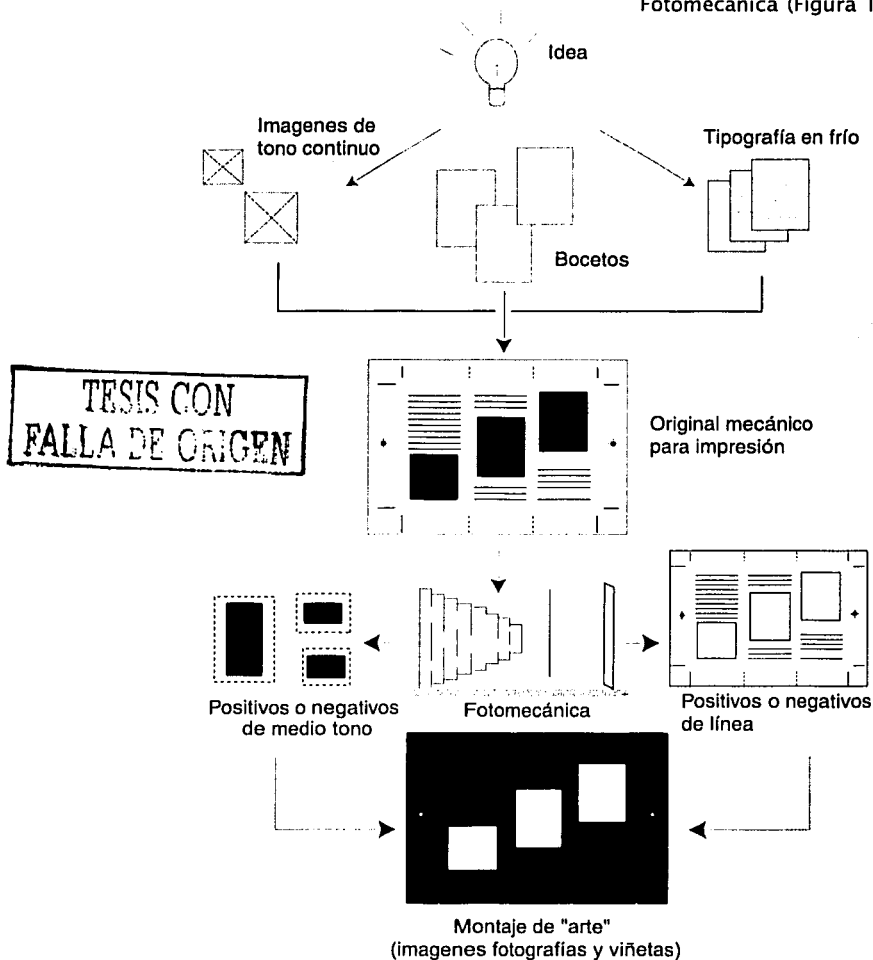 Fotomecánica (Figura 1
Idea
Imagenes de
tono continuo
Tipografía en frío
Bocetos
TESIS CON
FALLA DE ORIGEN
Original mecánico
para impresión
Positivos o negativos
de medio tono
Fotomecánica
Positivos o negativos
de línea
Montaje de "arte"
(imagenes fotografías y viñetas)